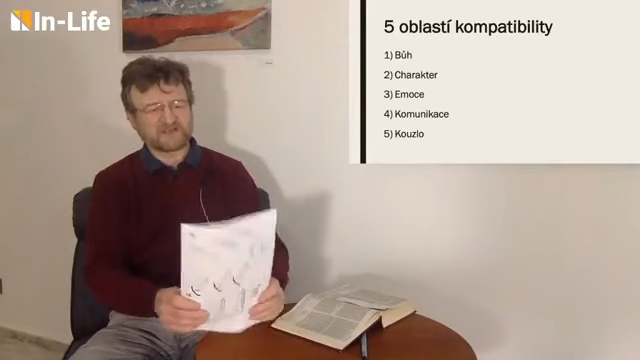 In-Life
5 oblastí kompatibility
1) Bůh
2) Charakter
3) Emoce
4) Komunikace
5) Kouzlo